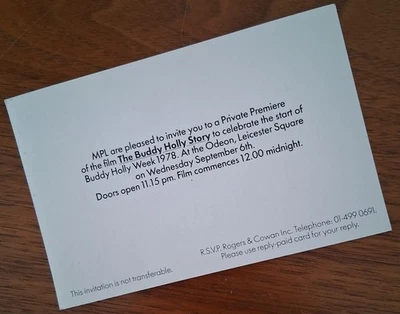 MPL are pleased to invite you to a Private Premiere
of the film The Buddy Holly Story to celebrate the start of
Buddy Holly Week 1978. At the Odeon, Leicester Square
on Wednesday September 6th.
Doors open 11.15 pm. Film commences 12.00 midnight.
R.S.V.P. Rogers & Cowan Inc. Telephone: 01-499 0691.
Please use reply-paid card for your reply.
This invitation is not transferable.